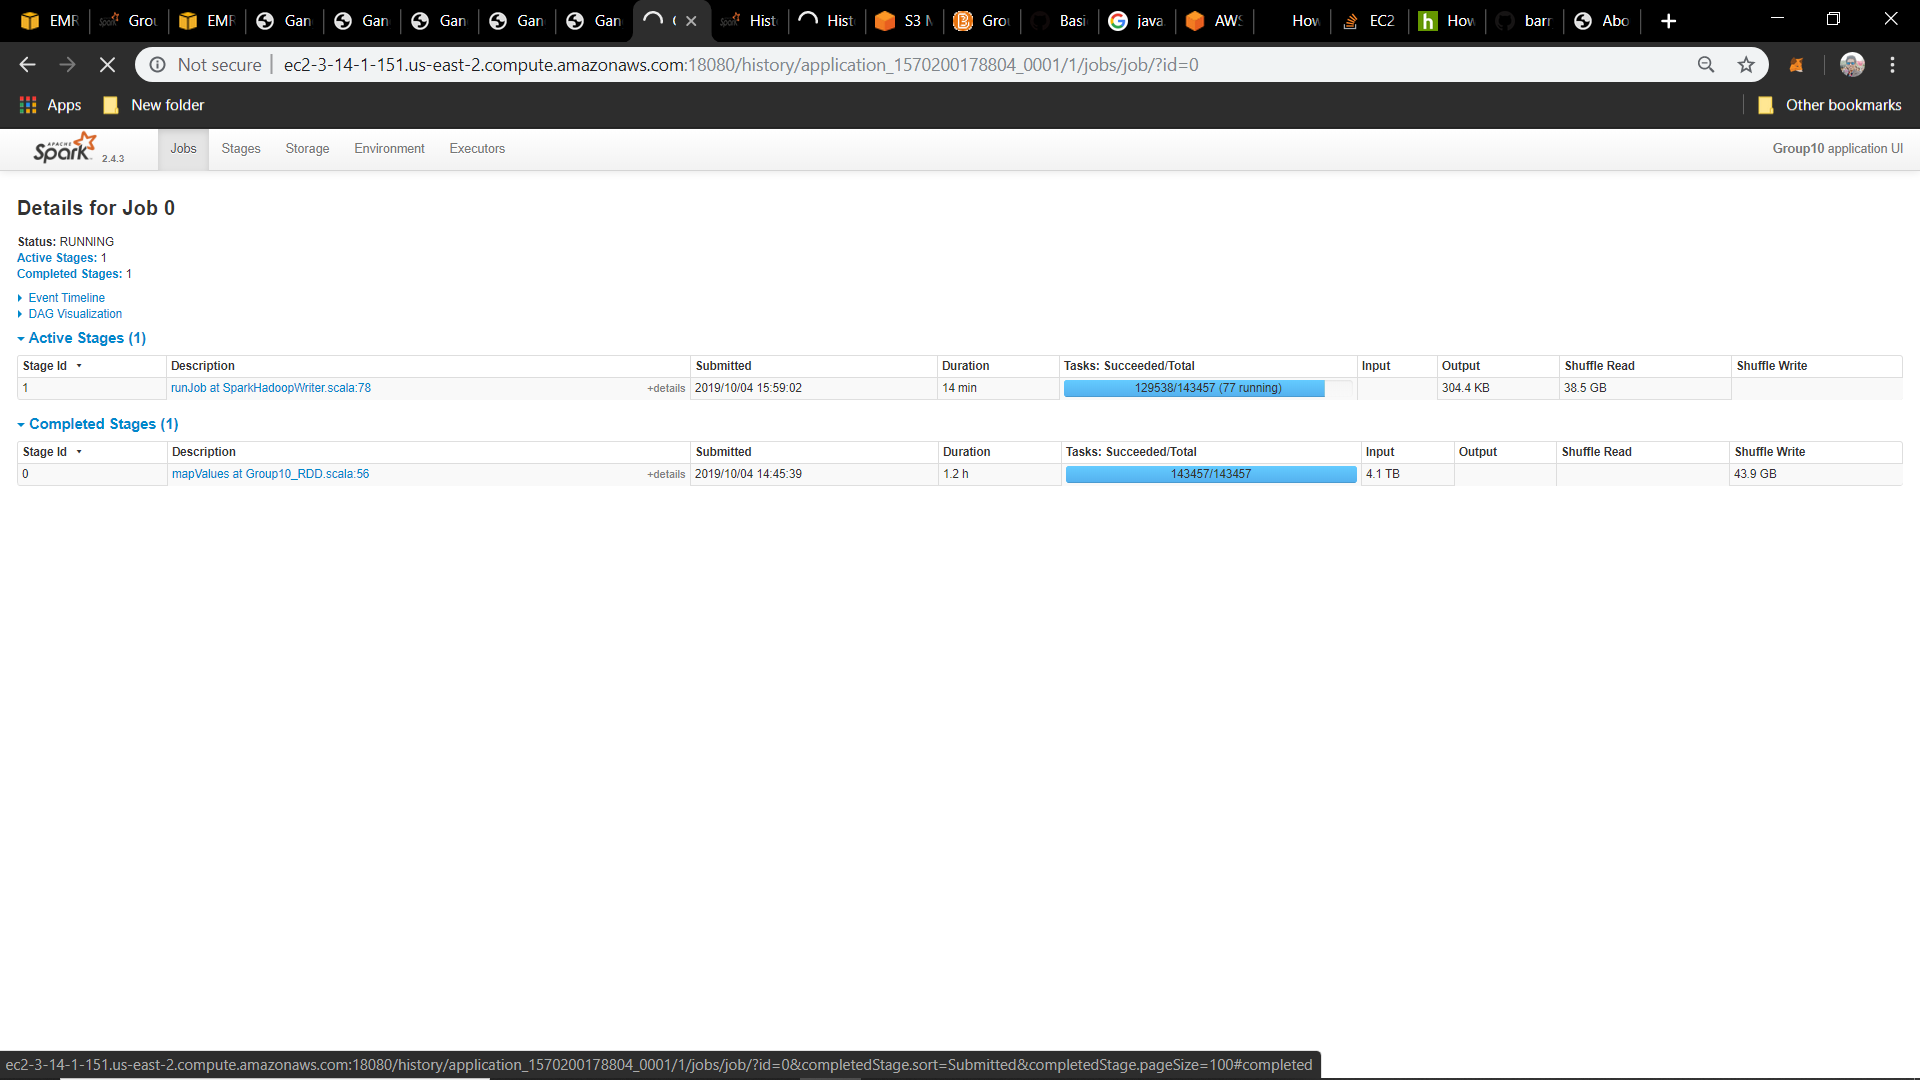 EMR Grou EMR Gan Gan Gan Gan Gan Hist Hist S3 M Gro Basi java AWS How EC2 How barr Abo
Not secure ec2-3-14-1-151.us-east-2.compute.amazonaws.com:18080/history/application_1570200178804_0001/1/jobs/job/?id=0
Apps New folder Other bookmarks
APACHE Spark 2.4.3 Jobs Stages Storage Environment Executors Group10 application UI
Details for Job 0
Status: RUNNING
Active Stages: 1
Completed Stages: 1
Event Timeline
DAG Visualization
Active Stages (1)
Stage Id Description Submitted Duration Tasks: Succeeded/Total Input Output Shuffle Read Shuffle Write
1 runJob at SparkHadoopWriter.scala:78 +details 2019/10/04 15:59:02 14 min 129538/143457 (77 running) 304.4 KB 38.5 GB
Completed Stages (1)
Stage Id Description Submitted Duration Tasks: Succeeded/Total Input Output Shuffle Read Shuffle Write
0 mapValues at Group10_RDD.scala:56 +details 2019/10/04 14:45:39 1.2 h 143457/143457 4.1 TB 43.9 GB
ec2-3-14-1-151.us-east-2.compute.amazonaws.com:18080/history/application_1570200178804_0001/1/jobs/job/?id=0&completedStage.sort=Submitted&completedStage.pageSize=100#completed